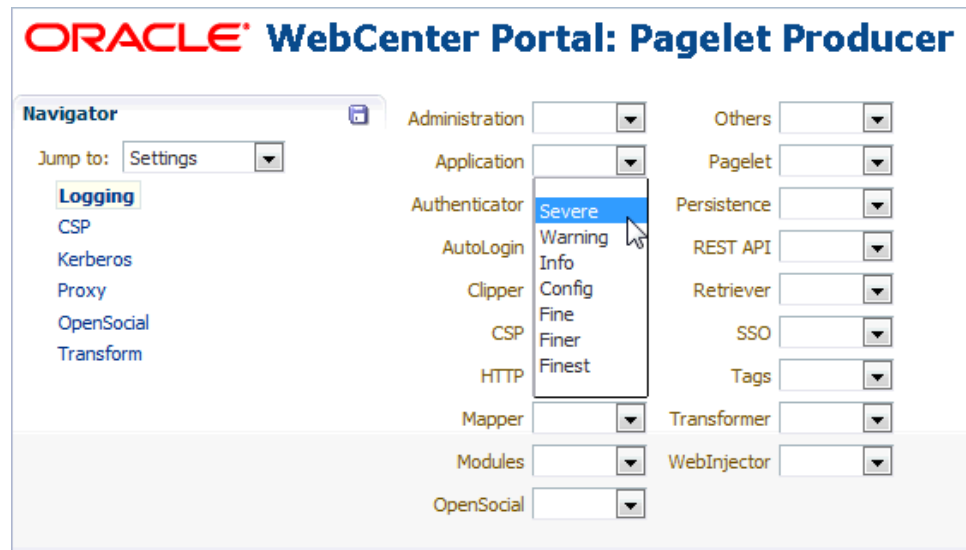 ORACLE WebCenter Portal: Pagelet Producer
Navigator
Jump to: Settings
Logging
CSP
Kerberos
Proxy
OpenSocial
Transform
Administration
Application
Authenticator
AutoLogin
Clipper
CSP
HTTP
Mapper
Modules
OpenSocial
Severe
Warning
Info
Config
Fine
Finer
Finest
Others
Pagelet
Persistence
REST API
Retriever
SSO
Tags
Transformer
WebInjector